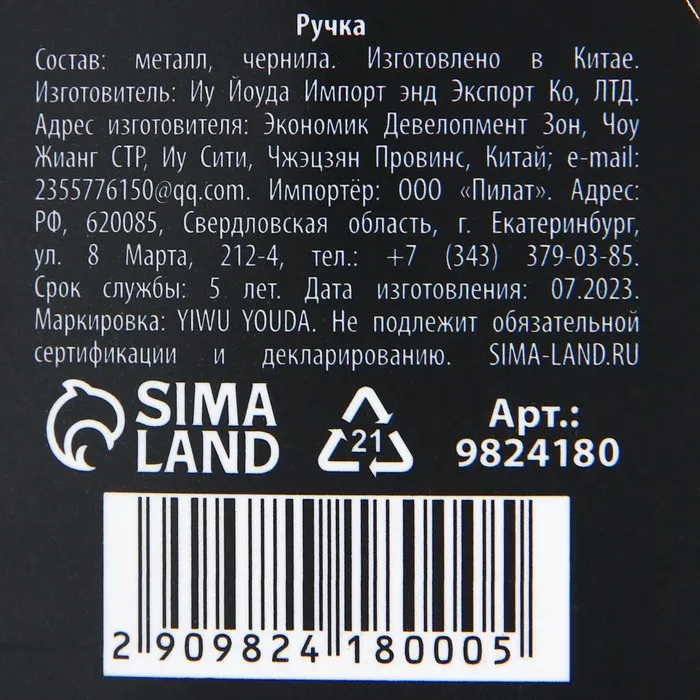 Ручка
Состав: металл, чернила. Изготовлено в Китае.
Изготовитель: Иу Йоуда Импорт энд Экспорт Ко, ЛТД.
Адрес изготовителя: Экономик Девелопмент Зон, Чоу
Жианг СТР, Иу Сити, Чжэцзян Провинс, Китай; e-mail:
2355776150@qq.com. Импортёр: ООО «Пилат». Адрес:
РФ, 620085, Свердловская область, г. Екатеринбург,
ул. 8 Марта, 212-4, тел.: +7 (343) 379-03-85.
Срок службы: 5 лет. Дата изготовления: 07.2023.
Маркировка: YIWU YOUDA. Не подлежит обязательной
сертификации и декларированию. SIMA-LAND.RU
SIMA
LAND
21
Арт.:
9824180
2 909824 180005